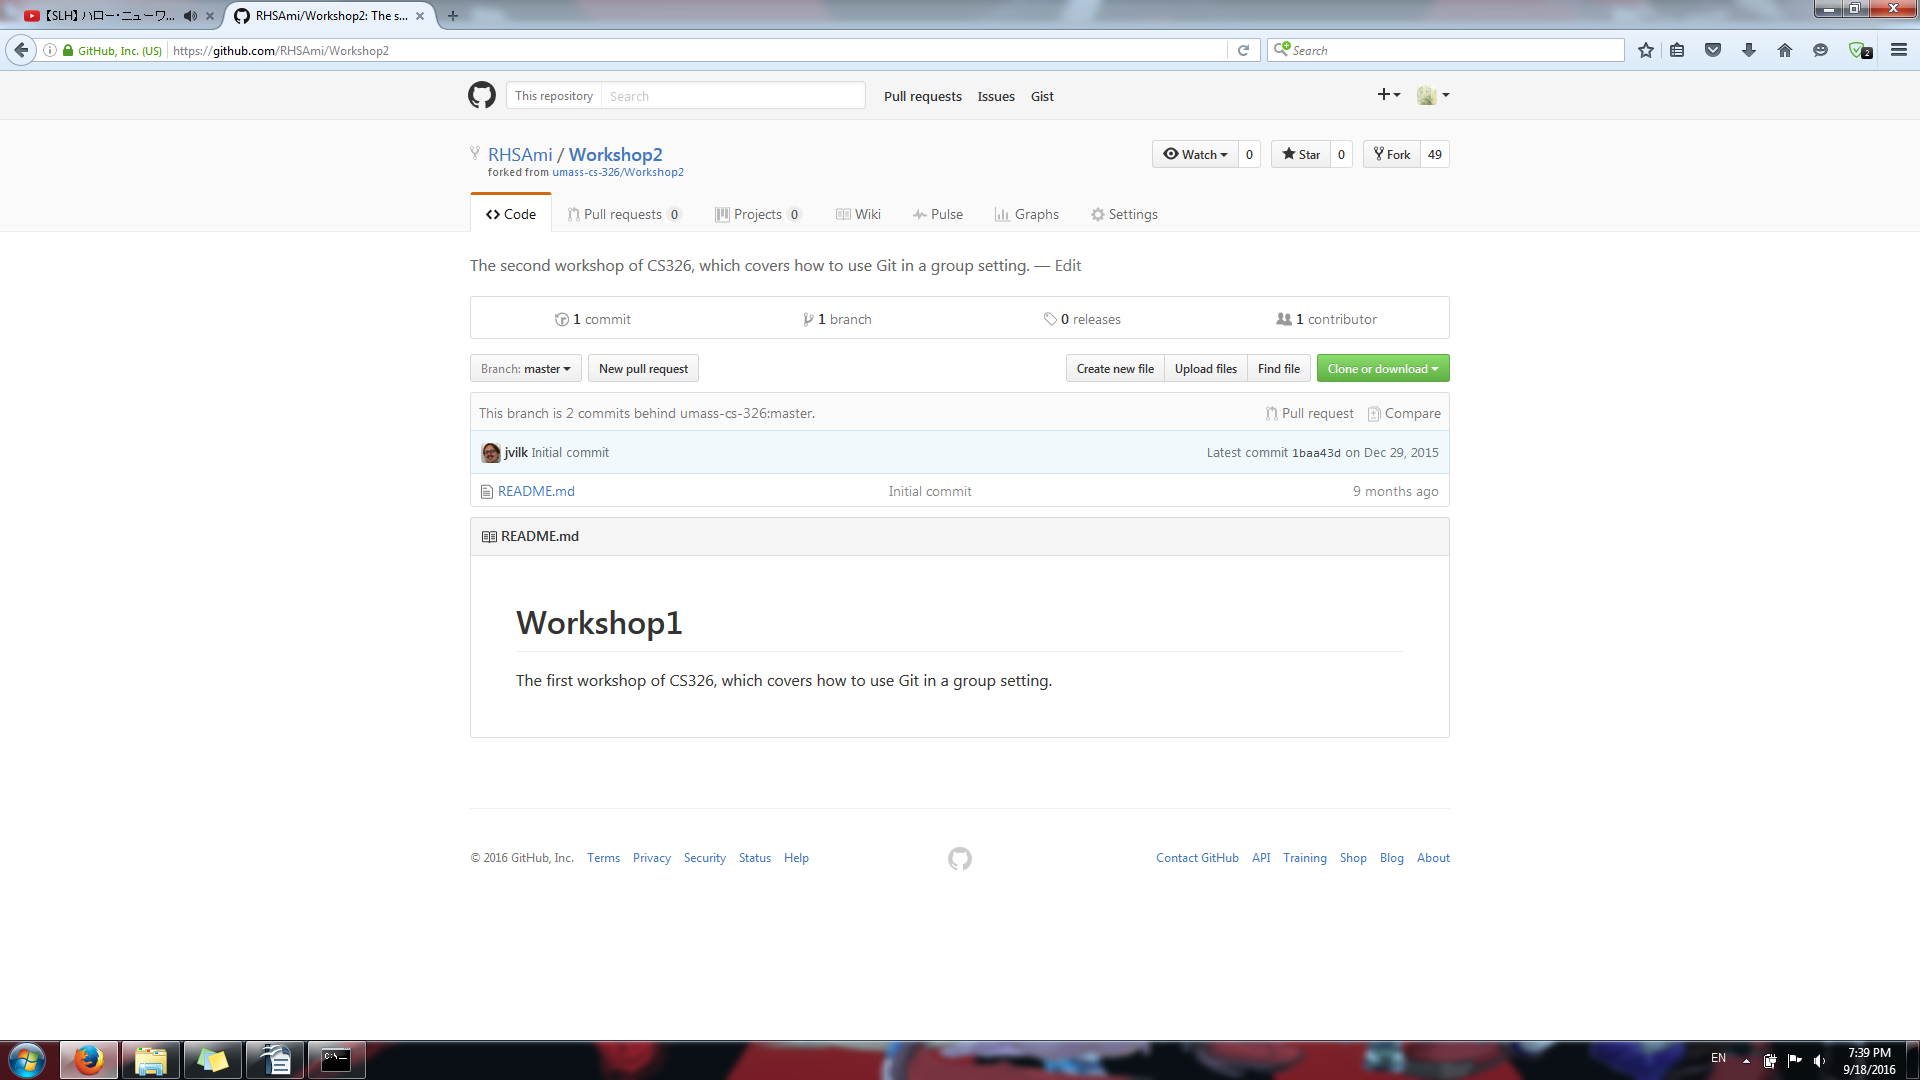 【SLH】ハロー・ニューワ...
RHSAmi/Workshop2: The s...
GitHub, Inc. (US)
https://github.com/RHSAmi/Workshop2
Search
2
This repository
Search
Pull requests
Issues
Gist
RHSAmi / Workshop2
forked from umass-cs-326/Workshop2
Watch 0
Star 0
Fork 49
Code
Pull requests 0
Projects 0
Wiki
Pulse
Graphs
Settings
The second workshop of CS326, which covers how to use Git in a group setting. — Edit
1 commit
1 branch
0 releases
1 contributor
Branch: master
New pull request
Create new file
Upload files
Find file
Clone or download
This branch is 2 commits behind umass-cs-326:master.
Pull request
Compare
jvilk Initial commit
Latest commit 1baa43d on Dec 29, 2015
README.md
Initial commit
9 months ago
README.md
Workshop1
The first workshop of CS326, which covers how to use Git in a group setting.
© 2016 GitHub, Inc.
Terms
Privacy
Security
Status
Help
Contact GitHub
API
Training
Shop
Blog
About
C:\
EN
7:39 PM
9/18/2016